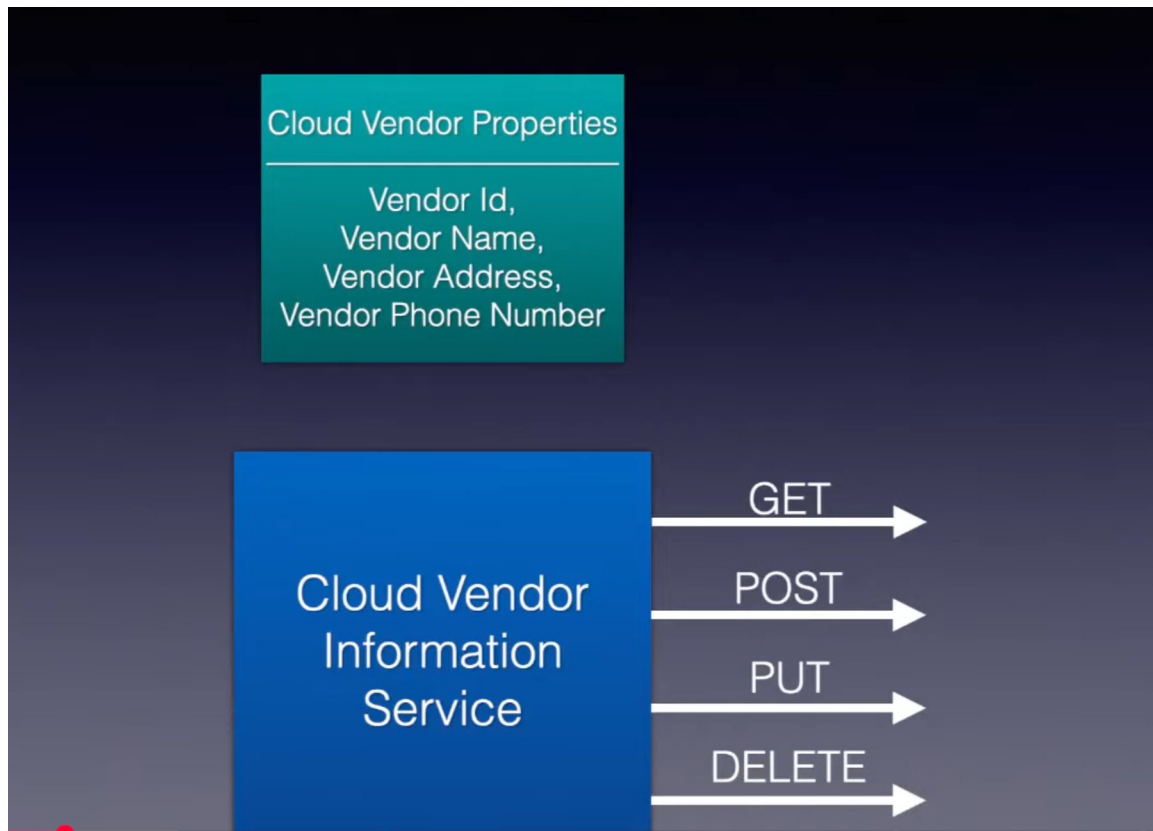 Cloud Vendor Properties
Vendor Id,
Vendor Name,
Vendor Address,
Vendor Phone Number
Cloud Vendor
Information
Service
GET
POST
PUT
DELETE